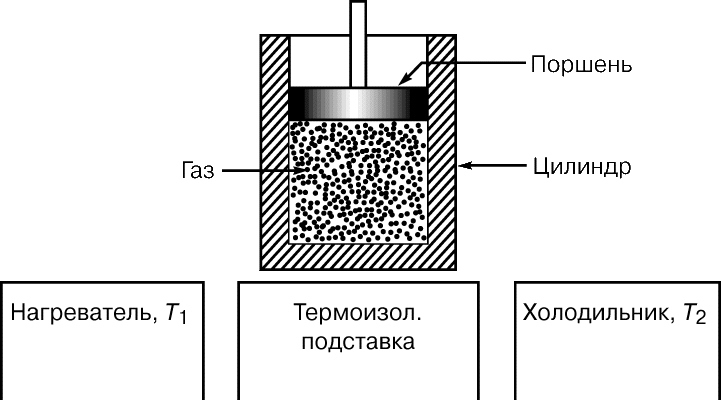 Поршень
Газ
Цилиндр
Нагреватель, T1
Термоизол.
подставка
Холодильник, T2